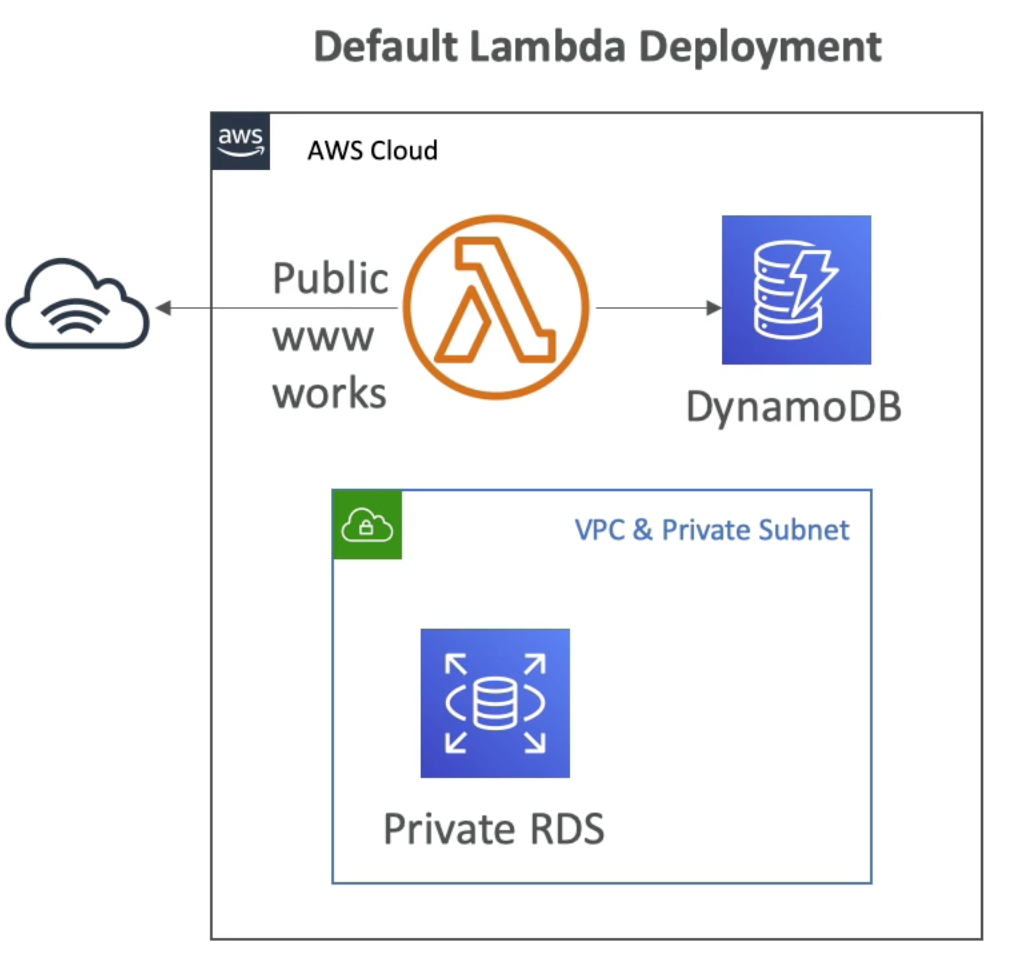 Default Lambda Deployment
aws
AWS Cloud
Public
www
works
DynamoDB
VPC & Private Subnet
Private RDS